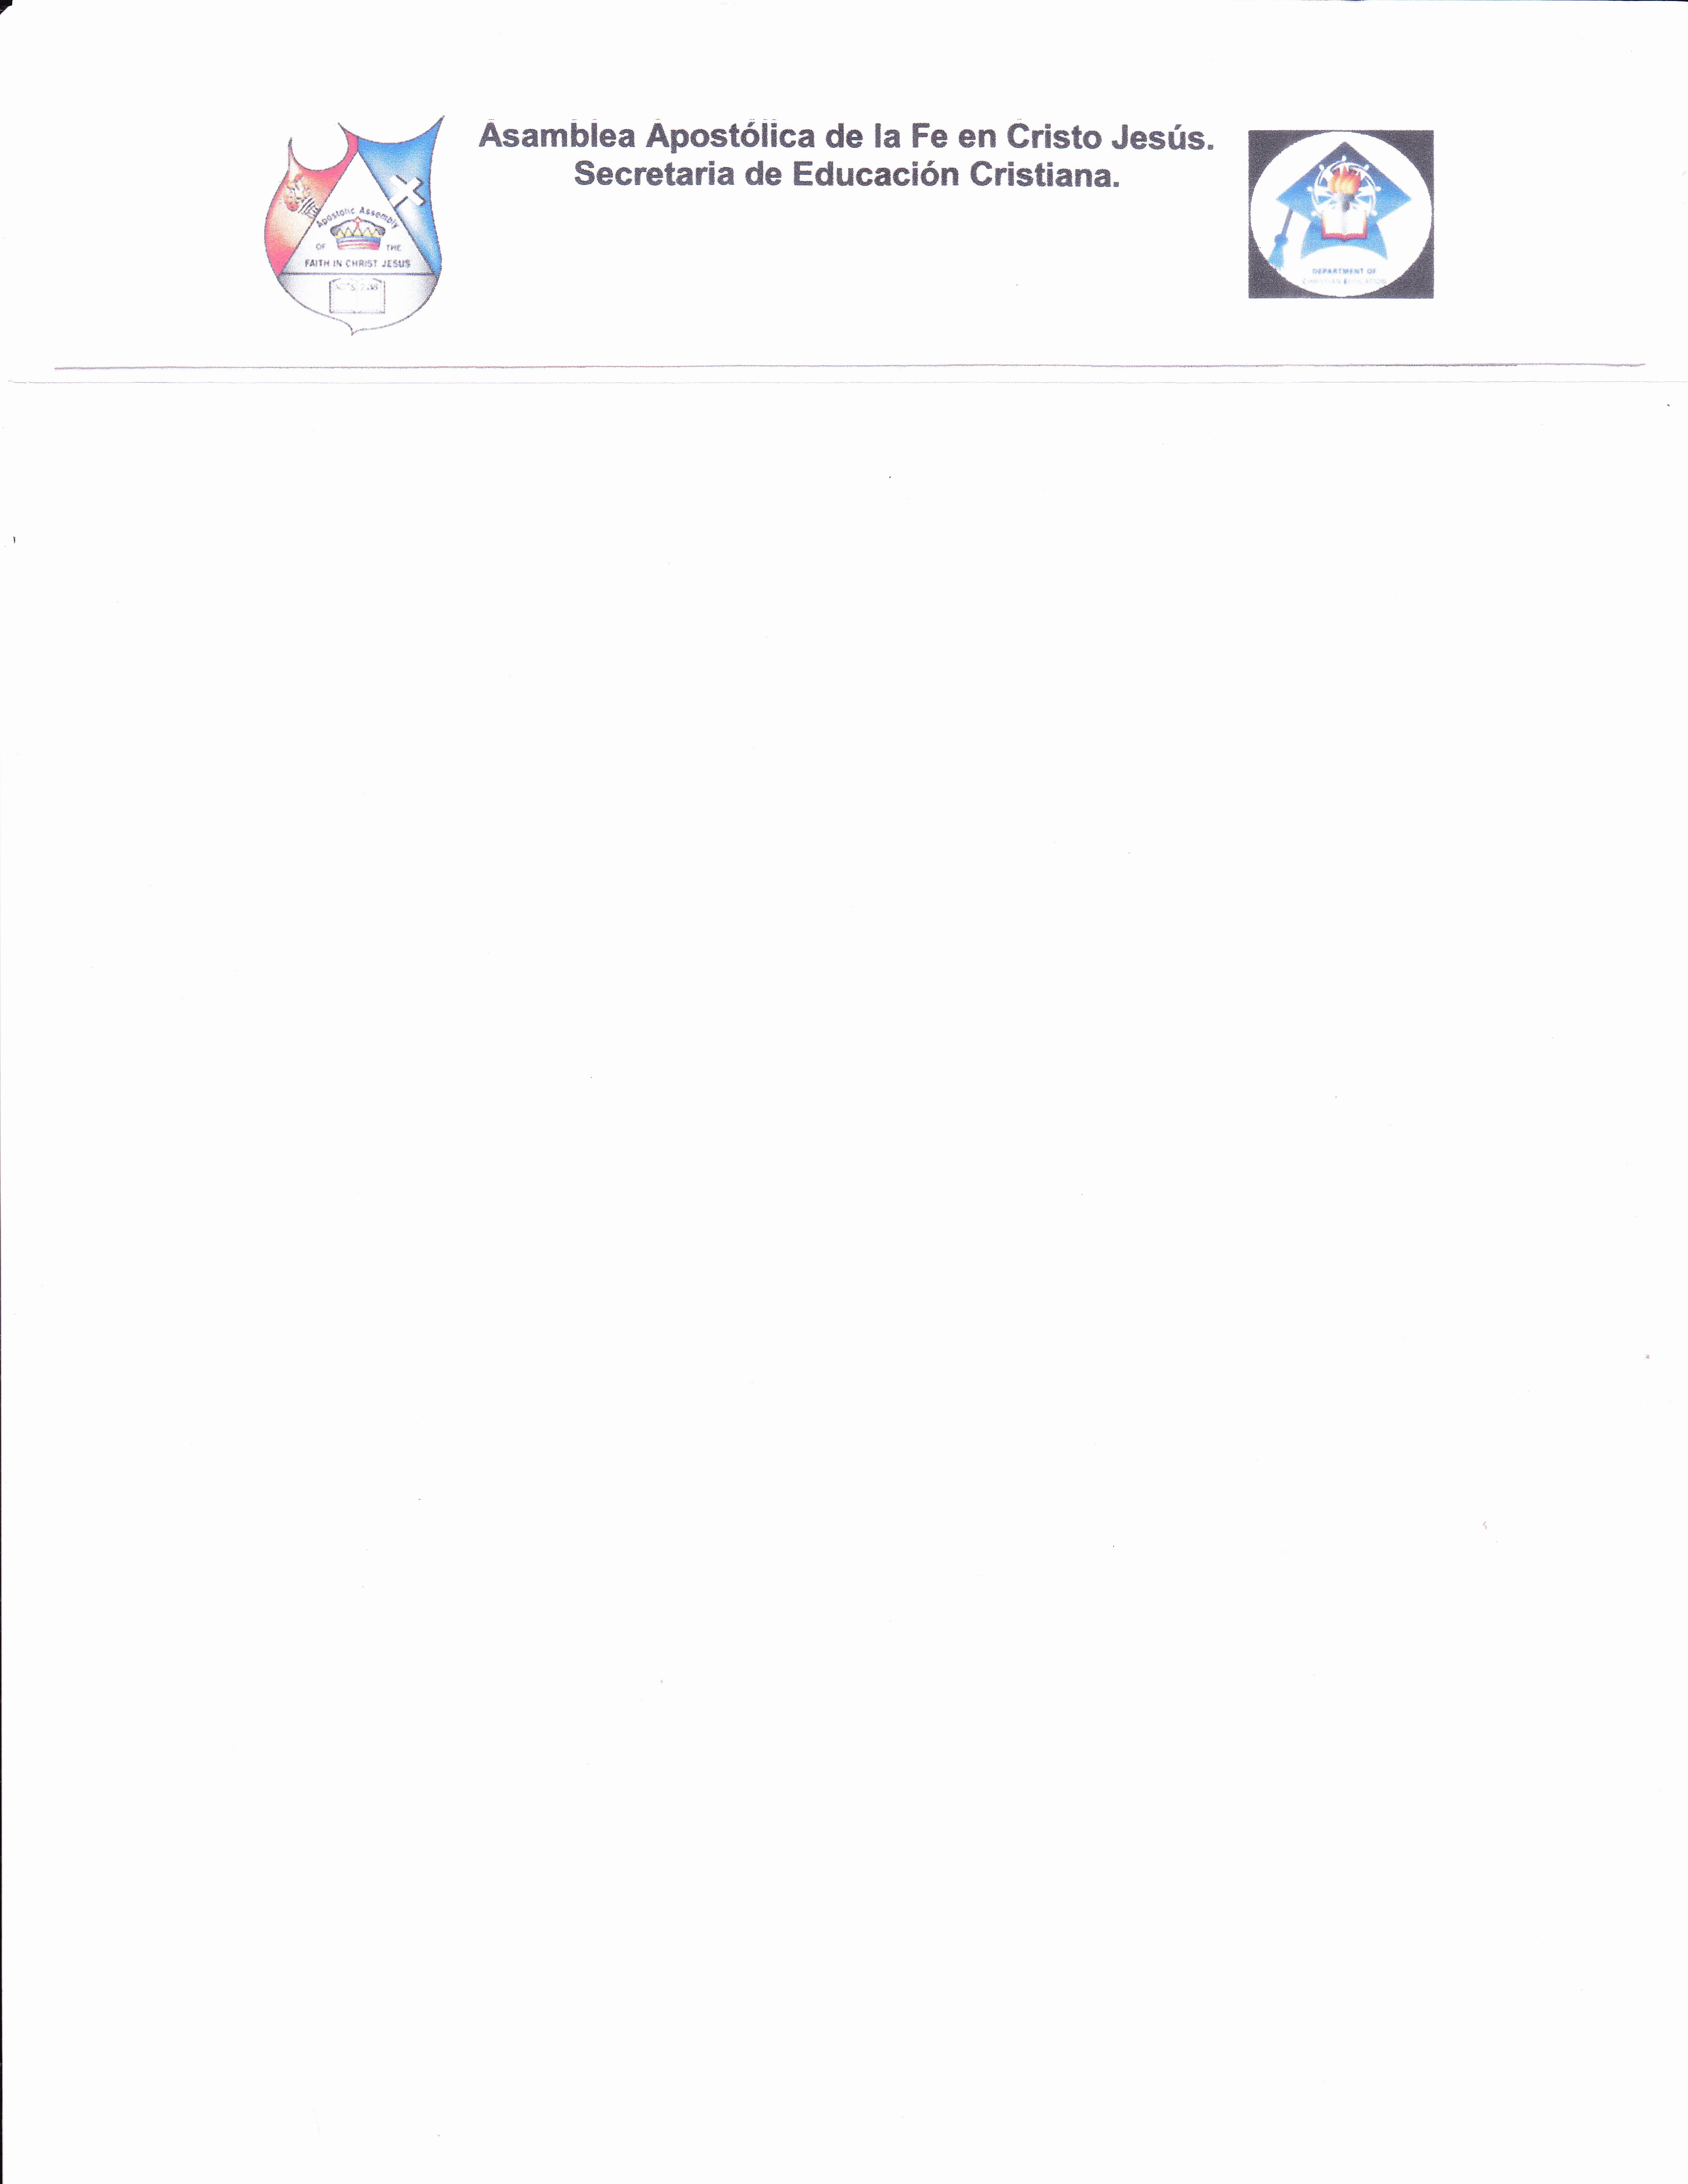 Asamblea Apostólica de la Fe en Cristo Jesús.
Secretaria de Educación Cristiana.
Apostolic Assembly
OF THE
FAITH IN CHRIST JESUS
DEPARTMENT OF